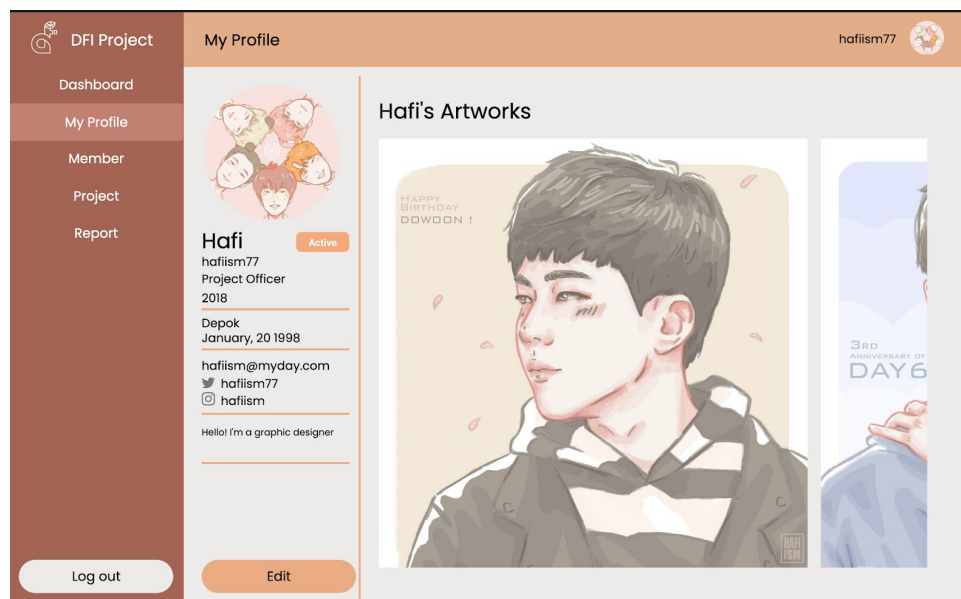 DFI Project
My Profile
hafiism77
Dashboard
My Profile
Member
Project
Report
Log out
Hafi
Active
hafiism77
Project Officer
2018
Depok
January, 20 1998
hafiism@myday.com
hafiism77
hafiism
Hello! I'm a graphic designer
Edit
Hafi's Artworks
HAPPY
BIRTHDAY
DOWOON !
HAFI
ISM
3RD
ANNIVERSARY OF
DAY6